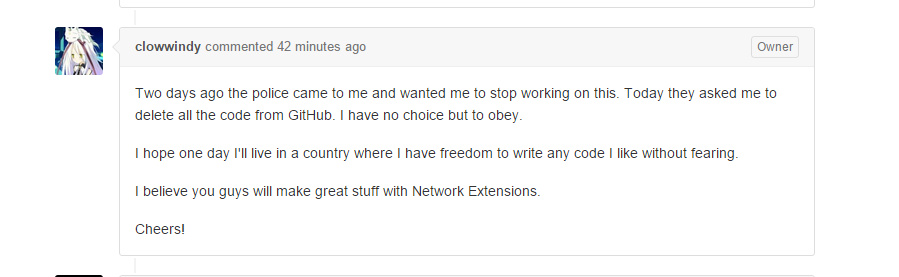 clowwindy commented 42 minutes ago
Owner
Two days ago the police came to me and wanted me to stop working on this. Today they asked me to
delete all the code from GitHub. I have no choice but to obey.
I hope one day I'll live in a country where I have freedom to write any code I like without fearing.
I believe you guys will make great stuff with Network Extensions.
Cheers!